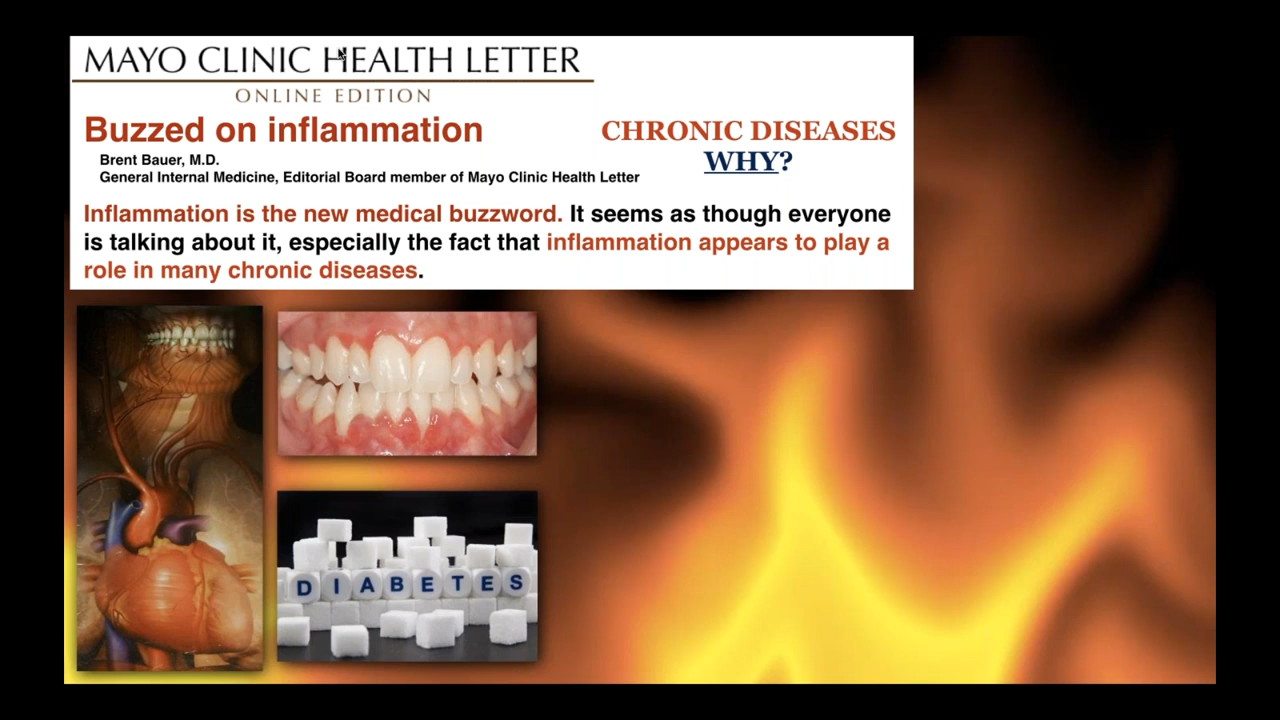 MAYO CLINIC HEALTH LETTER
ONLINE EDITION
Buzzed on inflammation
Brent Bauer, M.D.
General Internal Medicine, Editorial Board member of Mayo Clinic Health Letter
CHRONIC DISEASES
WHY?
Inflammation is the new medical buzzword. It seems as though everyone
is talking about it, especially the fact that inflammation appears to play a
role in many chronic diseases.
DIABETES